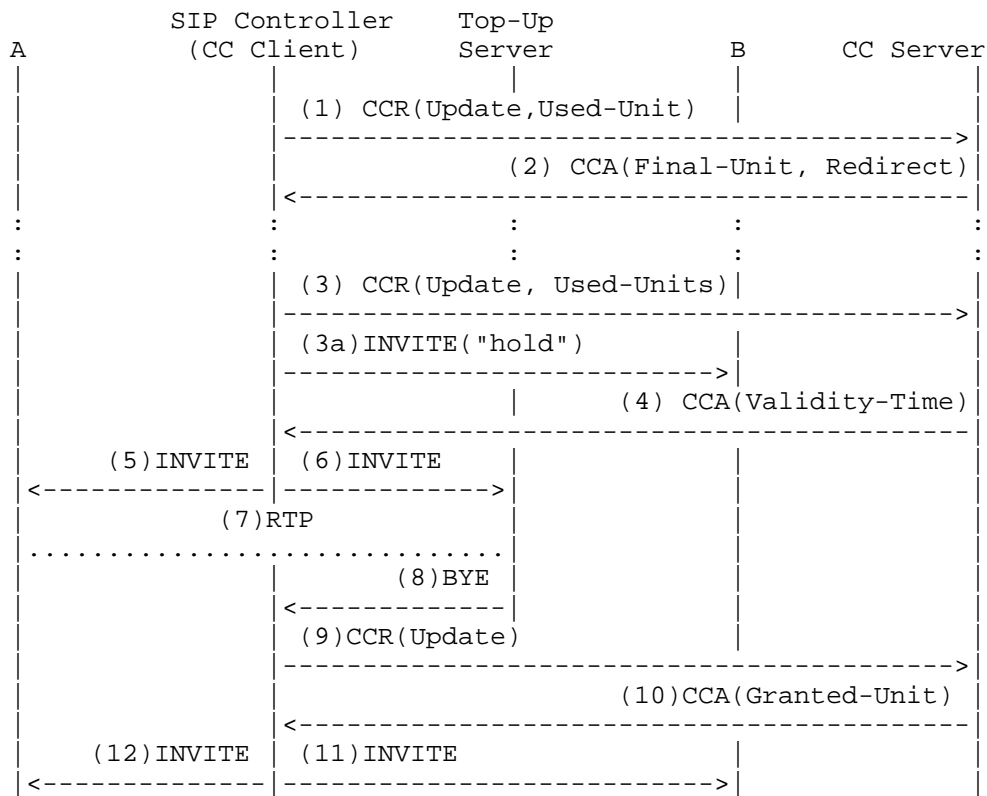 SIP Controller Top-Up
A (CC Client) Server B CC Server
(1) CCR(Update,Used-Unit)
(2) CCA(Final-Unit, Redirect)
: : : : :
: : : : :
(3) CCR(Update, Used-Units)
(3a)INVITE("hold")
(4) CCA(Validity-Time)
(5)INVITE (6)INVITE
(7)RTP
(8)BYE
(9)CCR(Update)
(10)CCA(Granted-Unit)
(12)INVITE (11)INVITE